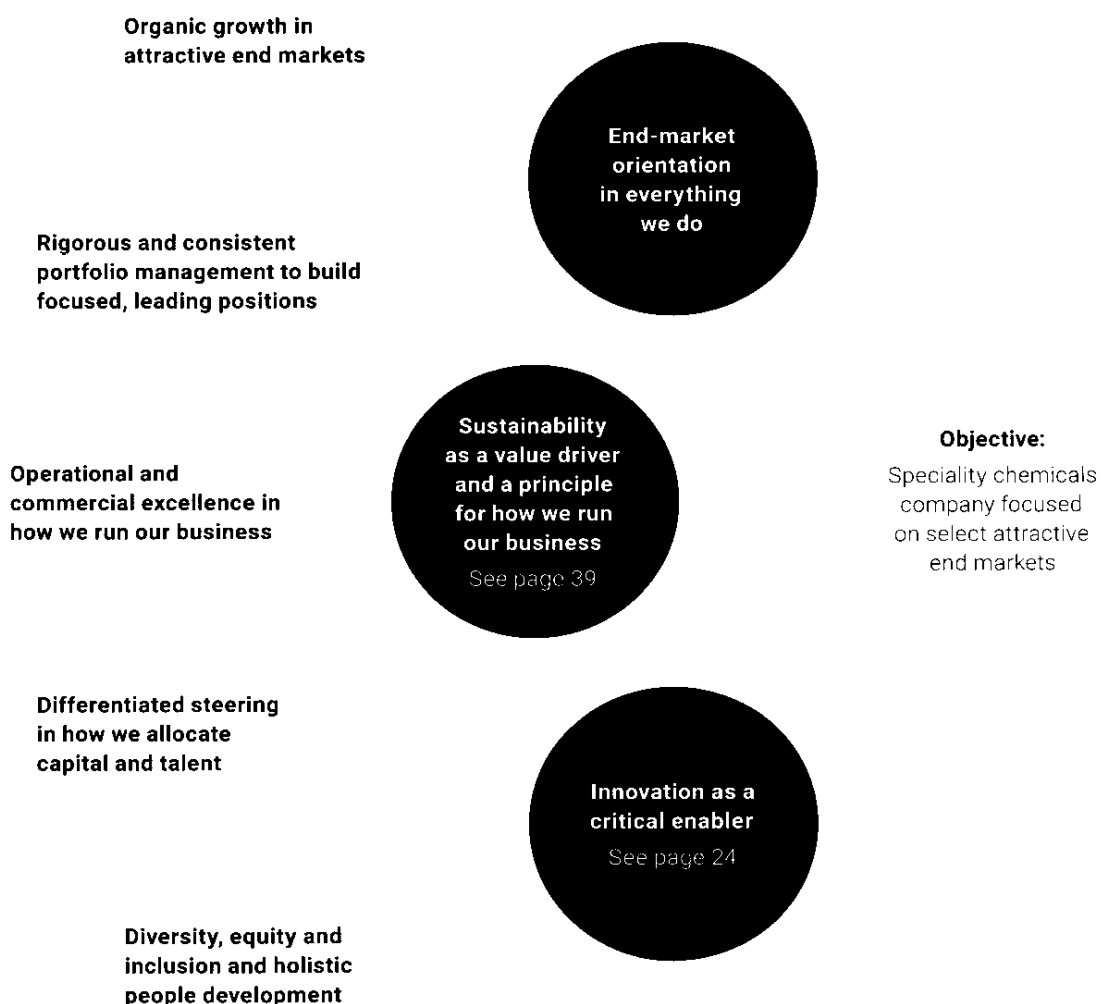 Organic growth in
attractive end markets
End-market
orientation
in everything
we do
Rigorous and consistent
portfolio management to build
focused, leading positions
Sustainability
as a value driver
and a principle
for how we run
our business
See page 39
Operational and
commercial excellence in
how we run our business
Objective:
Speciality chemicals
company focused
on select attractive
end markets
Differentiated steering
in how we allocate
capital and talent
Innovation as a
critical enabler
See page 24
Diversity, equity and
inclusion and holistic
people development